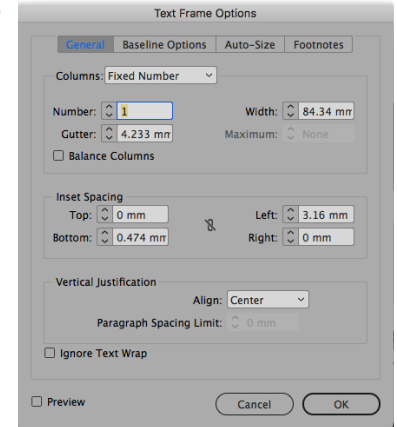 Text Frame Options
General Baseline Options Auto-Size Footnotes
Columns: Fixed Number
Number: 1 Width: 84.34 mm
Gutter: 4.233 mm Maximum: None
Balance Columns
Inset Spacing
Top: 0 mm Left: 3.16 mm
Bottom: 0.474 mm Right: 0 mm
Vertical Justification
Align: Center
Paragraph Spacing Limit: 0 mm
Ignore Text Wrap
Preview Cancel OK